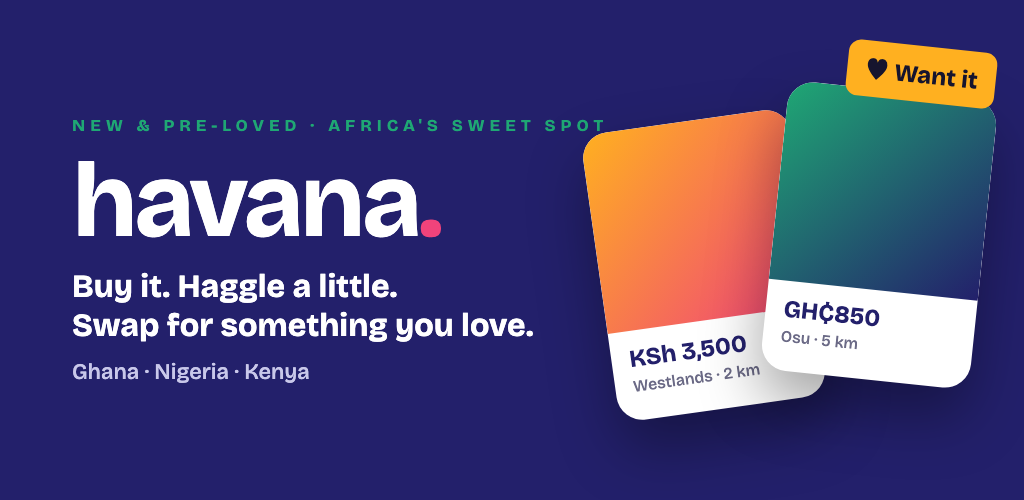 NEW & PRE-LOVED · AFRICA'S SWEET SPOT
havana.
Buy it. Haggle a little.
Swap for something you love.
Ghana · Nigeria · Kenya
KSh 3,500
Westlands · 2 km
♥ Want it
GH₵850
Osu · 5 km